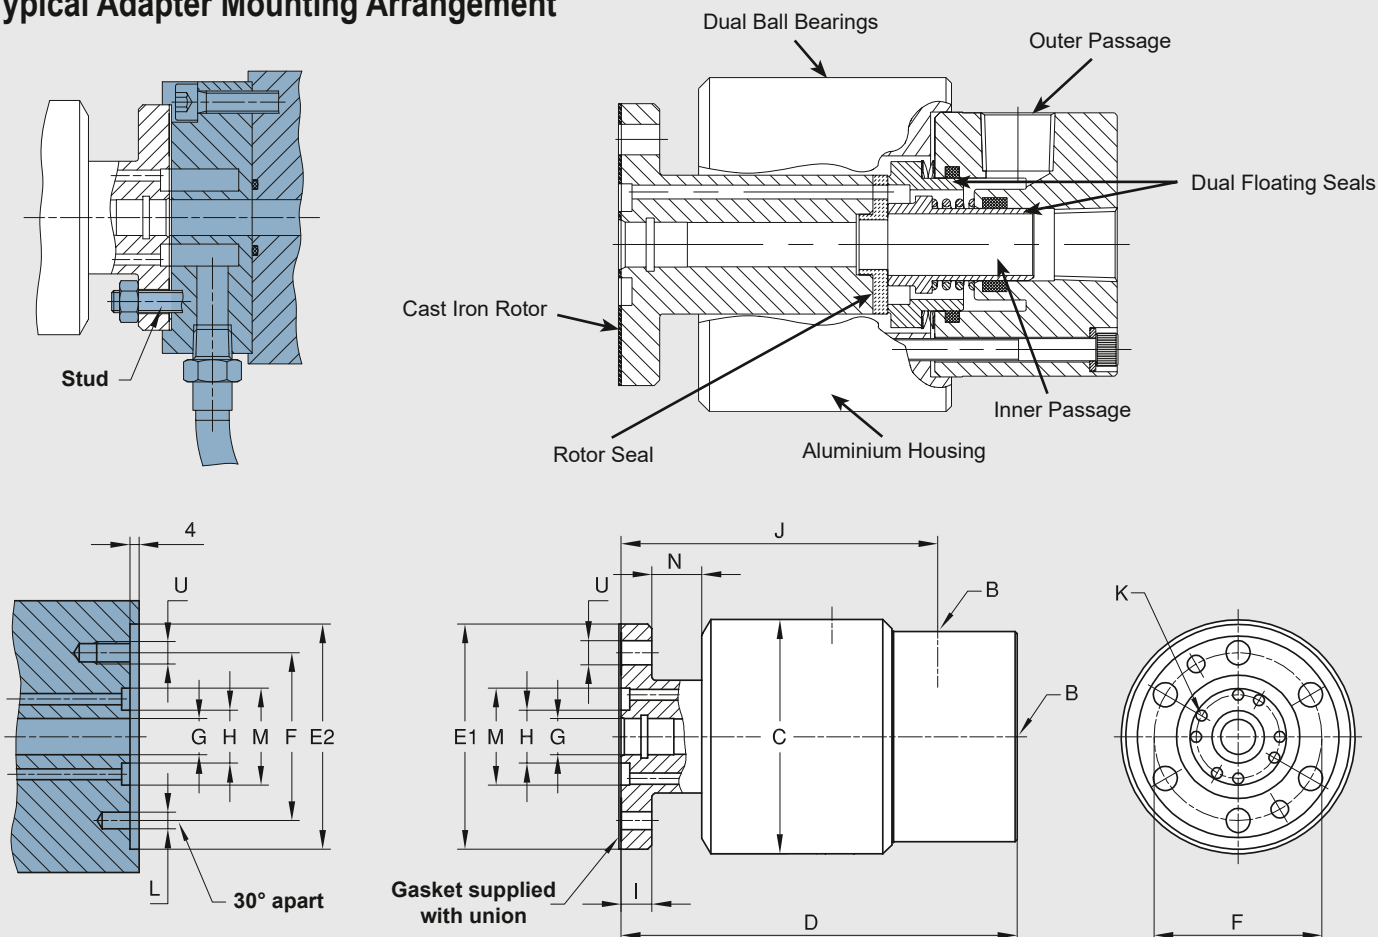 Typical Adapter Mounting Arrangement
Dual Ball Bearings
Outer Passage
Dual Floating Seals
Cast Iron Rotor
Stud
Inner Passage
Rotor Seal
Aluminium Housing
4
J
U
N
U
B
K
G H M F E2
E1 M H G
C
B
L
30° apart
Gasket supplied
with union
I
D
F